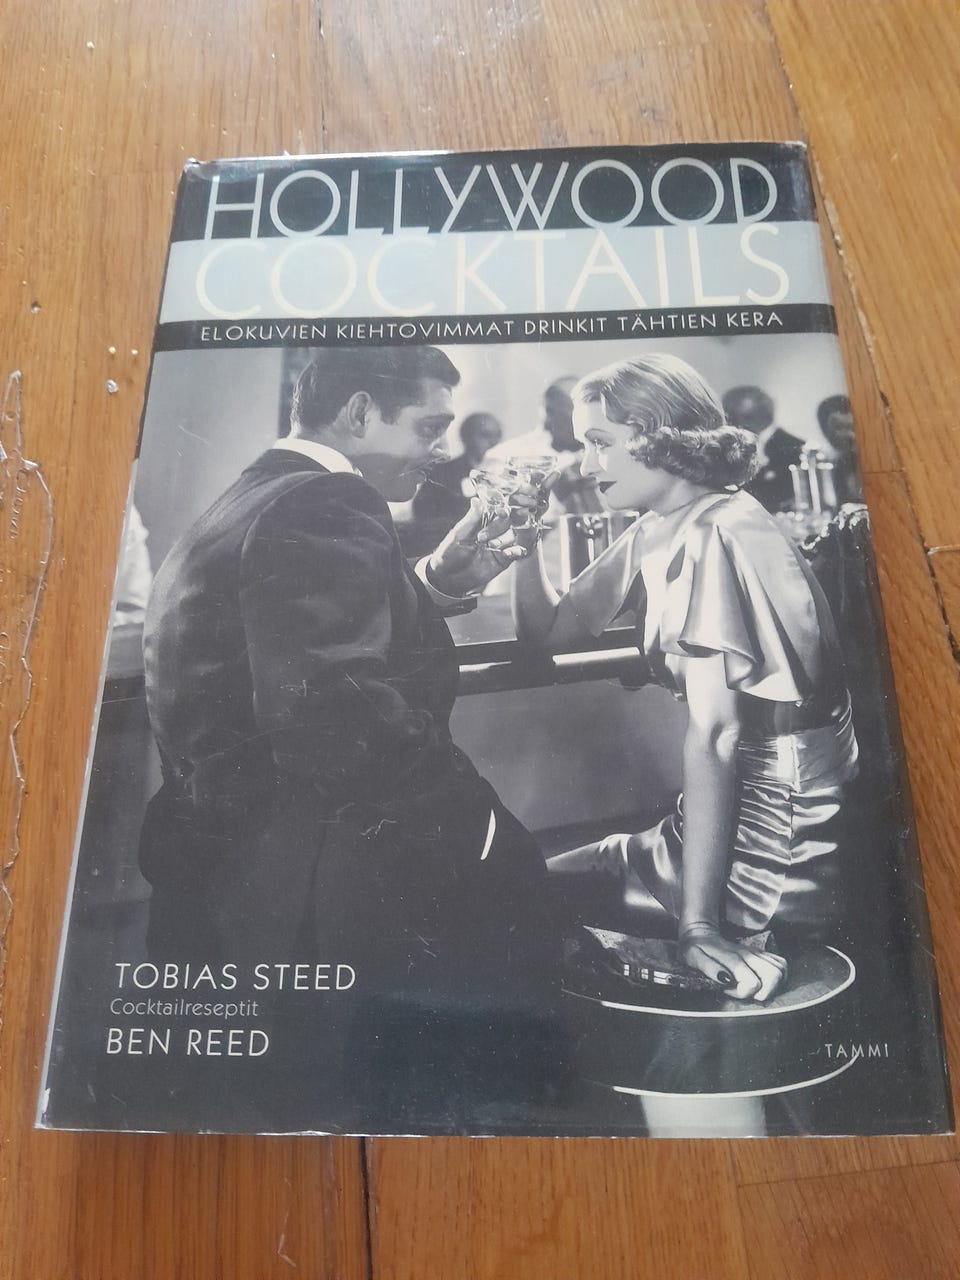 HOLLYWOOD
COCKTAILS
ELOKUVIEN KIEHTOVIMMAT DRINKIT TÄHTIEN KERA
TOBIAS STEED
Cocktailreseptit
BEN REED
TAMMI